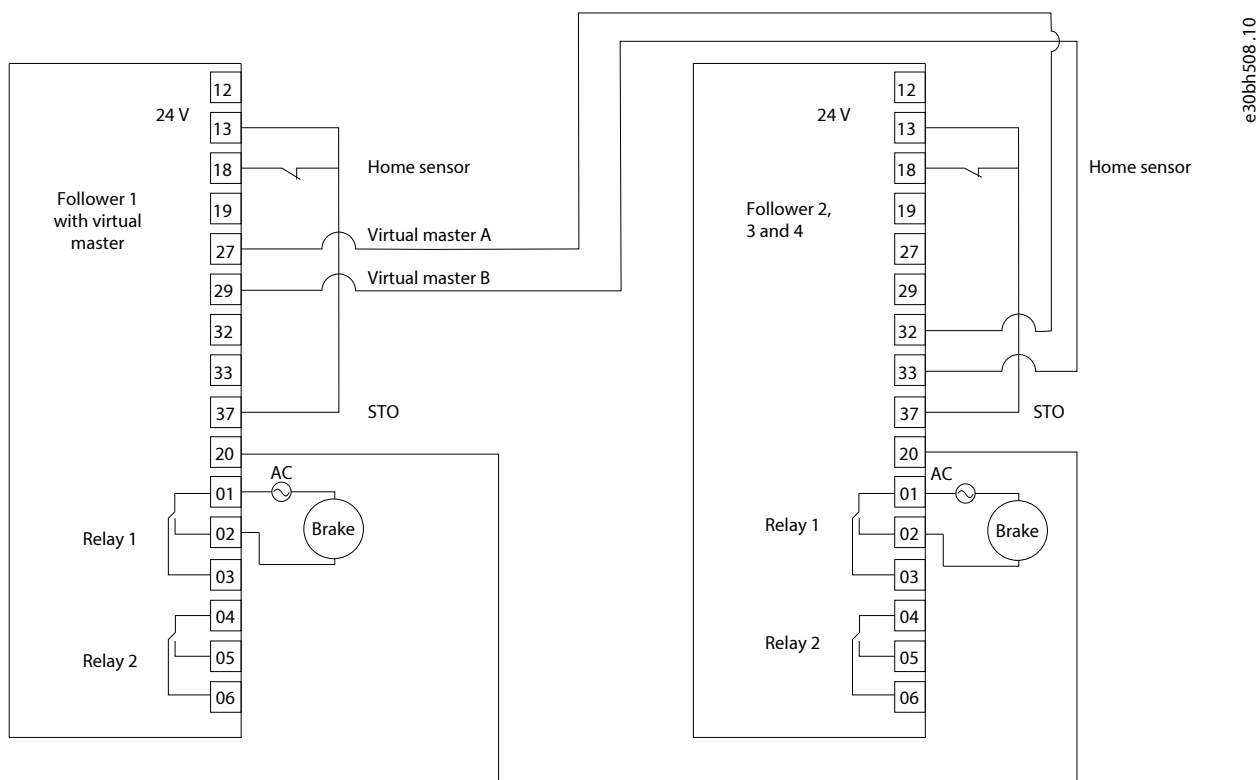 e30bh508.10
12
24 V
13
18
Home sensor
Follower 1
with virtual
master
19
27
Virtual master A
29
Virtual master B
32
33
37
STO
20
AC
01
Brake
Relay 1
02
03
04
Relay 2
05
06
12
24 V
13
18
Home sensor
Follower 2,
3 and 4
19
27
29
32
33
37
STO
20
AC
01
Brake
Relay 1
02
03
04
Relay 2
05
06